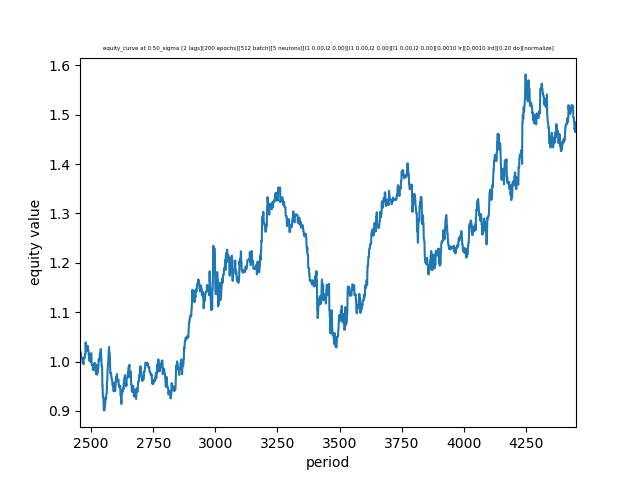 equity_curve at 0.50_sigma [2 lags][200 epochs][512 batch][5 neurons][l1 0.00,l2 0.00][l1 0.00,l2 0.00][l1 0.00,l2 0.00][0.0010 lr][0.0010 lrd][0.20 do][normalize]
1.6
1.5
1.4
1.3
1.2
1.1
1.0
0.9
equity value
2500 2750 3000 3250 3500 3750 4000 4250
period